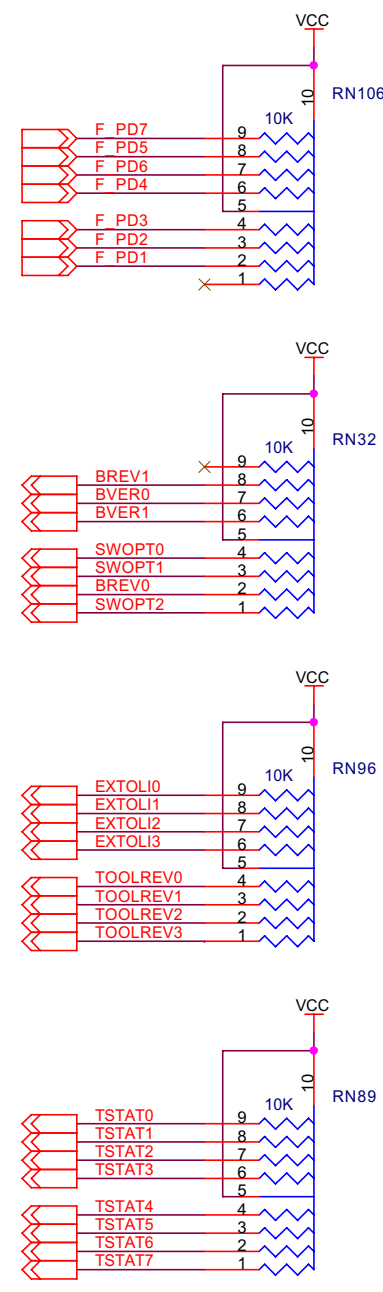 VCC
10
RN106
10K
F_PD7 9
F_PD5 8
F_PD6 7
F_PD4 6
5
F_PD3 4
F_PD2 3
F_PD1 2
1
VCC
10
RN32
10K
9
BREV1 8
BVER0 7
BVER1 6
5
SWOPT0 4
SWOPT1 3
BREV0 2
SWOPT2 1
VCC
10
RN96
10K
EXTOLI0 9
EXTOLI1 8
EXTOLI2 7
EXTOLI3 6
5
TOOLREV0 4
TOOLREV1 3
TOOLREV2 2
TOOLREV3 1
VCC
10
RN89
10K
TSTAT0 9
TSTAT1 8
TSTAT2 7
TSTAT3 6
5
TSTAT4 4
TSTAT5 3
TSTAT6 2
TSTAT7 1